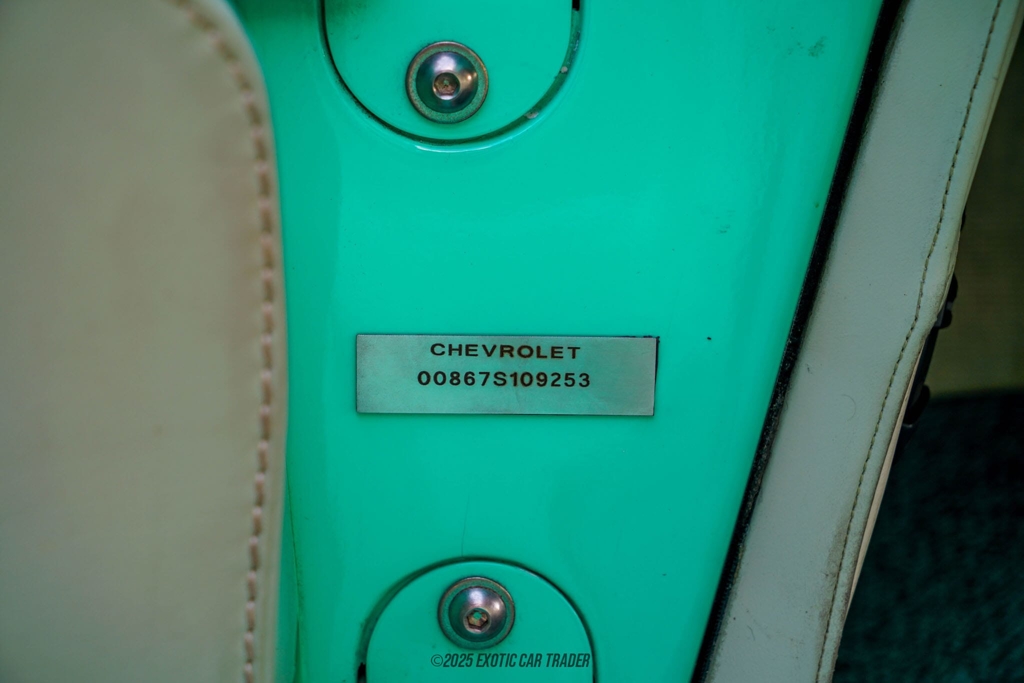 CHEVROLET
00867S109253
©2025 EXOTIC CAR TRADER